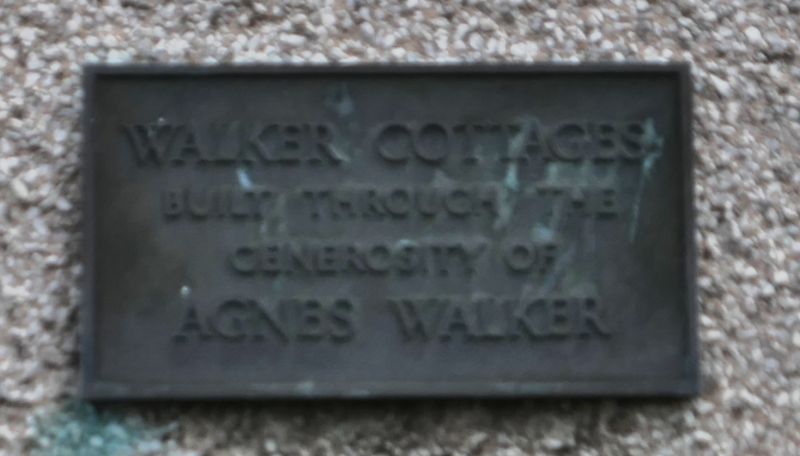 WALKER COTTAGES
BUILT THROUGH THE
GENEROSITY OF
AGNES WALKER